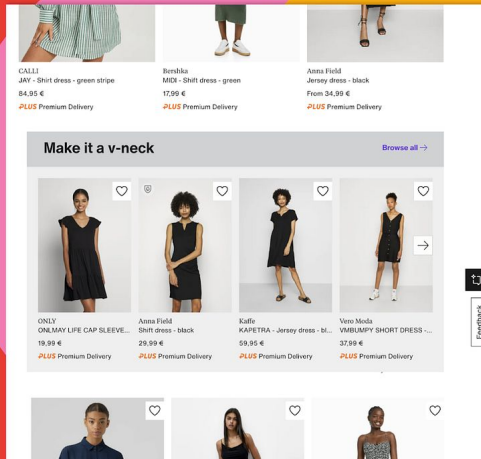 CALLI
JAY - Shirt dress - green stripe
84,95 €
PLUS Premium Delivery
Bershka
MIDI - Shift dress - green
17,99 €
PLUS Premium Delivery
Anna Field
Jersey dress - black
From 34,99 €
PLUS Premium Delivery
Make it a v-neck
Browse all →
ONLY
ONLMAY LIFE CAP SLEEVE...
19,99 €
PLUS Premium Delivery
Anna Field
Shift dress - black
29,99 €
PLUS Premium Delivery
Kaffe
KAPETRA - Jersey dress - bl...
59,95 €
PLUS Premium Delivery
Vero Moda
VMBUMPY SHORT DRESS -...
37,99 €
PLUS Premium Delivery
Feedback